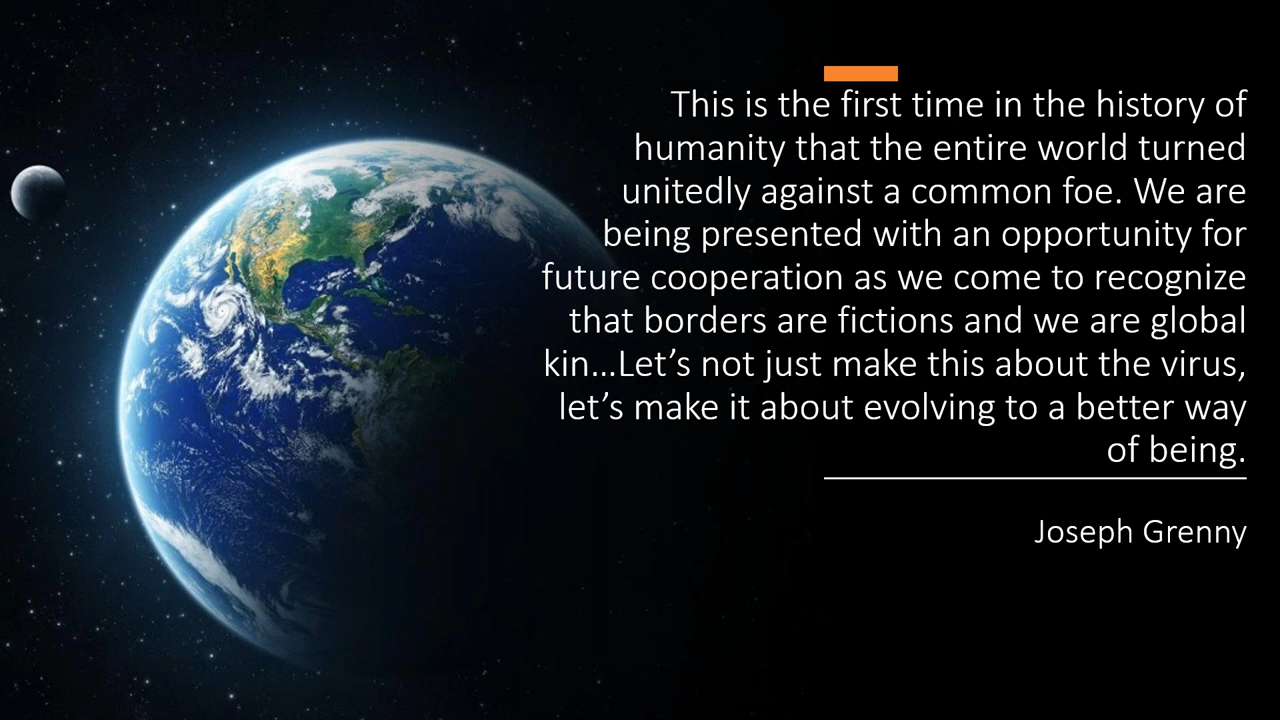 This is the first time in the history of
humanity that the entire world turned
unitedly against a common foe. We are
being presented with an opportunity for
future cooperation as we come to recognize
that borders are fictions and we are global
kin…Let’s not just make this about the virus,
let’s make it about evolving to a better way
of being.
Joseph Grenny